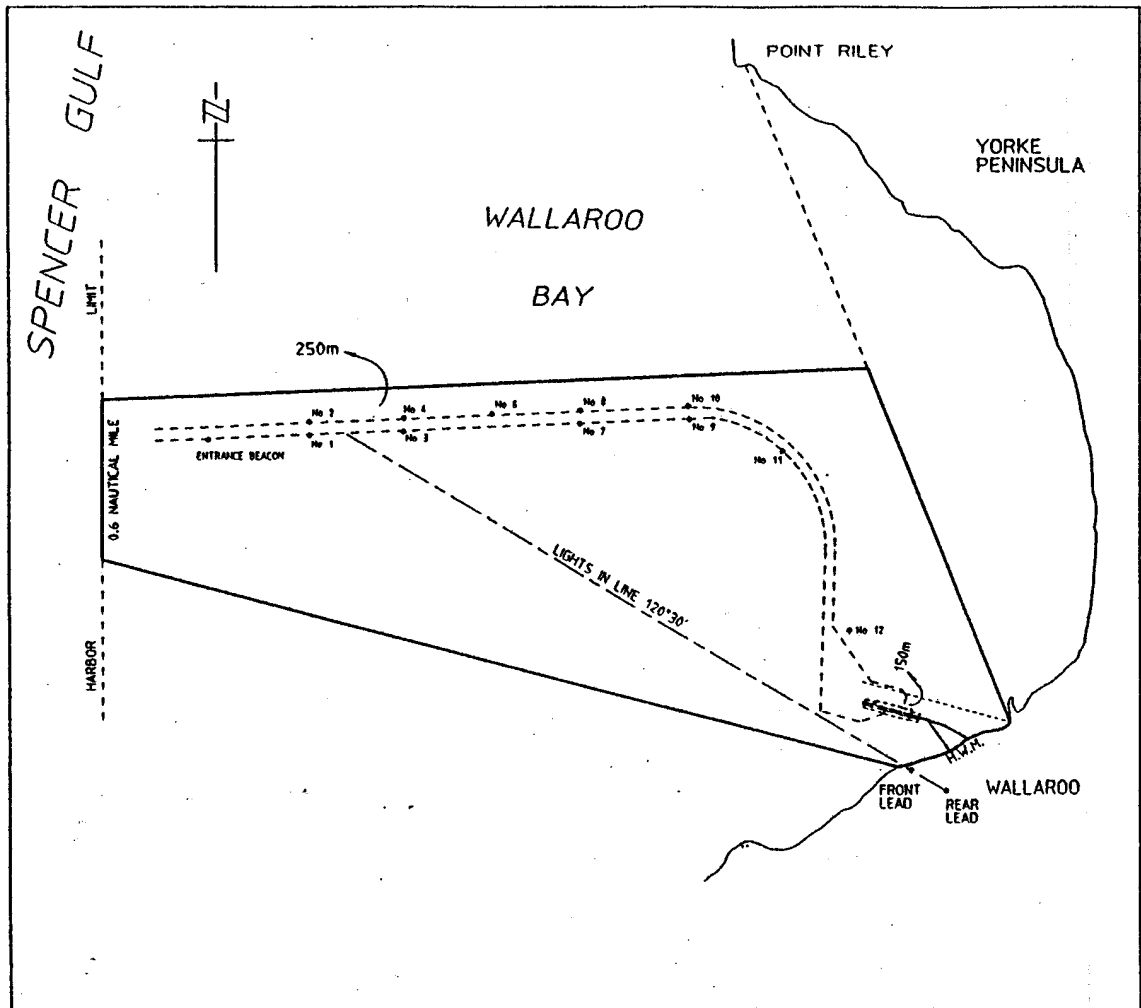 SPENCER GULF
N
POINT RILEY
YORKE
PENINSULA
WALLAROO
BAY
LIMIT
250m
No 2
No 4
No 6
No 8
No 10
No 1
No 3
No 7
No 9
No 11
ENTRANCE BEACON
0.6 NAUTICAL MILE
LIGHTS IN LINE 120°30'
HARBOR
No 12
150m
H.W.M.
FRONT
LEAD
REAR
LEAD
WALLAROO